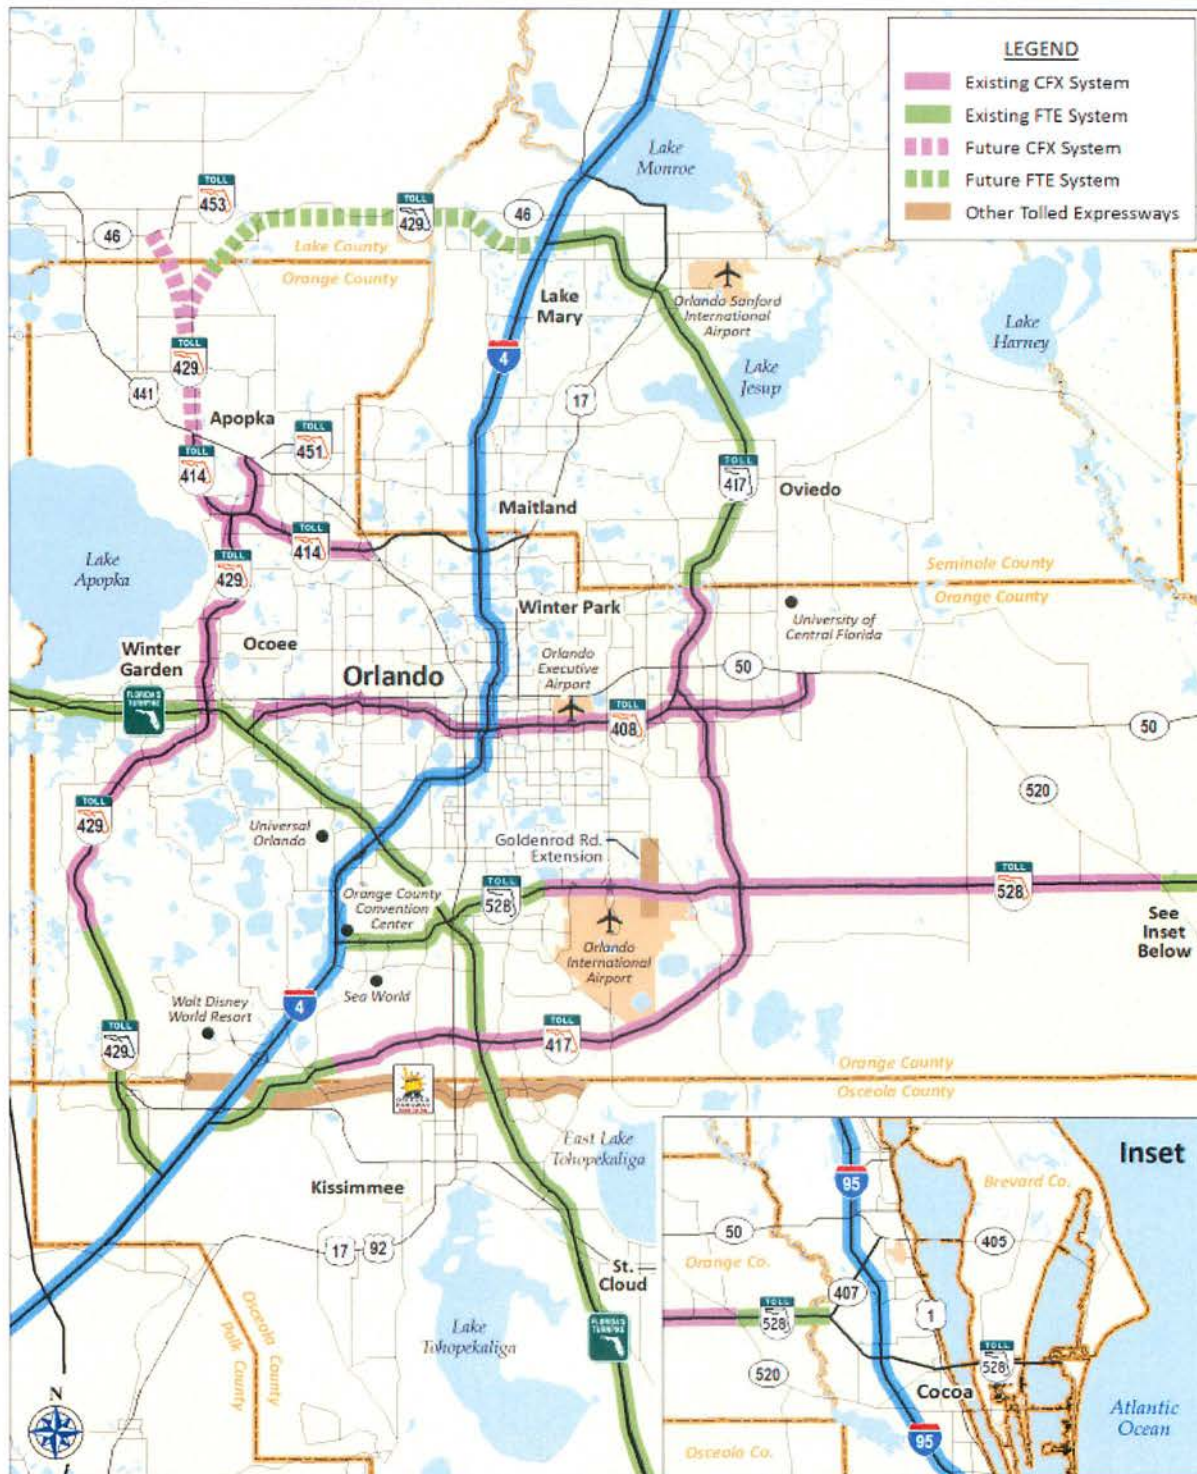 LEGEND
Existing CFX System
Existing FTE System
Future CFX System
Future FTE System
Other Tolled Expressways
Lake
Monroe
TOLL
453
46
TOLL
429
46
Lake County
Orange County
Lake
Mary
Orlando Sanford
International
Airport
Lake
Harney
TOLL
429
4
Lake
Jesup
441
17
Apopka
TOLL
451
TOLL
414
TOLL
417
Oviedo
Maitland
TOLL
414
Lake
Apopka
TOLL
429
Seminole County
Orange County
Winter Park
University of
Central Florida
Winter
Garden
Ocoee
Orlando
Orlando
Executive
Airport
50
FLORIDA'S
TURNPIKE
TOLL
408
50
520
TOLL
429
Universal
Orlando
Goldenrod Rd.
Extension
Orange County
Convention
Center
TOLL
528
TOLL
528
See
Inset
Below
Orlando
International
Airport
Walt Disney
World Resort
4
Sea World
TOLL
429
TOLL
417
Orange County
Osceola County
East Lake
Tohopekaliga
Kissimmee
17
92
St.
Cloud
FLORIDA'S
TURNPIKE
Lake
Tohopekaliga
Osceola County
Polk County
N
Inset
95
Brevard Co.
50
405
Orange Co.
407
1
TOLL
528
TOLL
528
520
Cocoa
Atlantic
Ocean
95
Osceola Co.